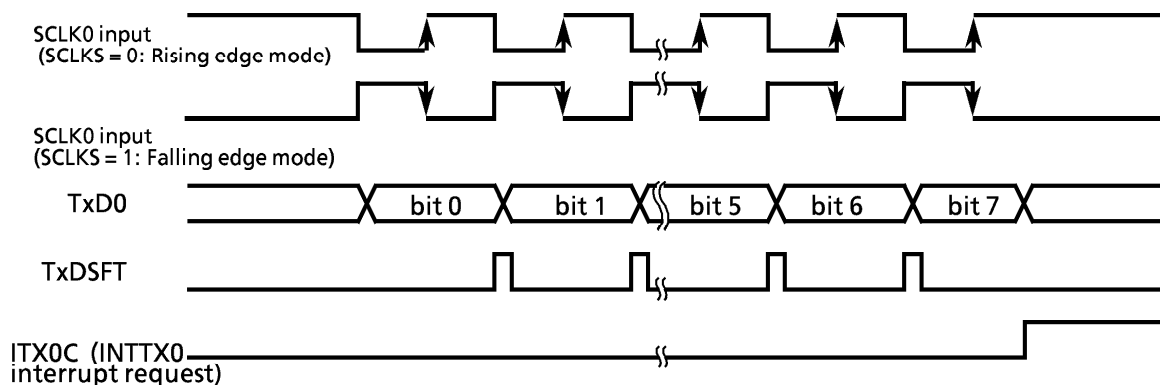 SCLK0 input
(SCLKS = 0: Rising edge mode)
SCLK0 input
(SCLKS = 1: Falling edge mode)
TxD0
bit 0 bit 1 bit 5 bit 6 bit 7
TxDSFT
ITX0C (INTTX0
interrupt request)